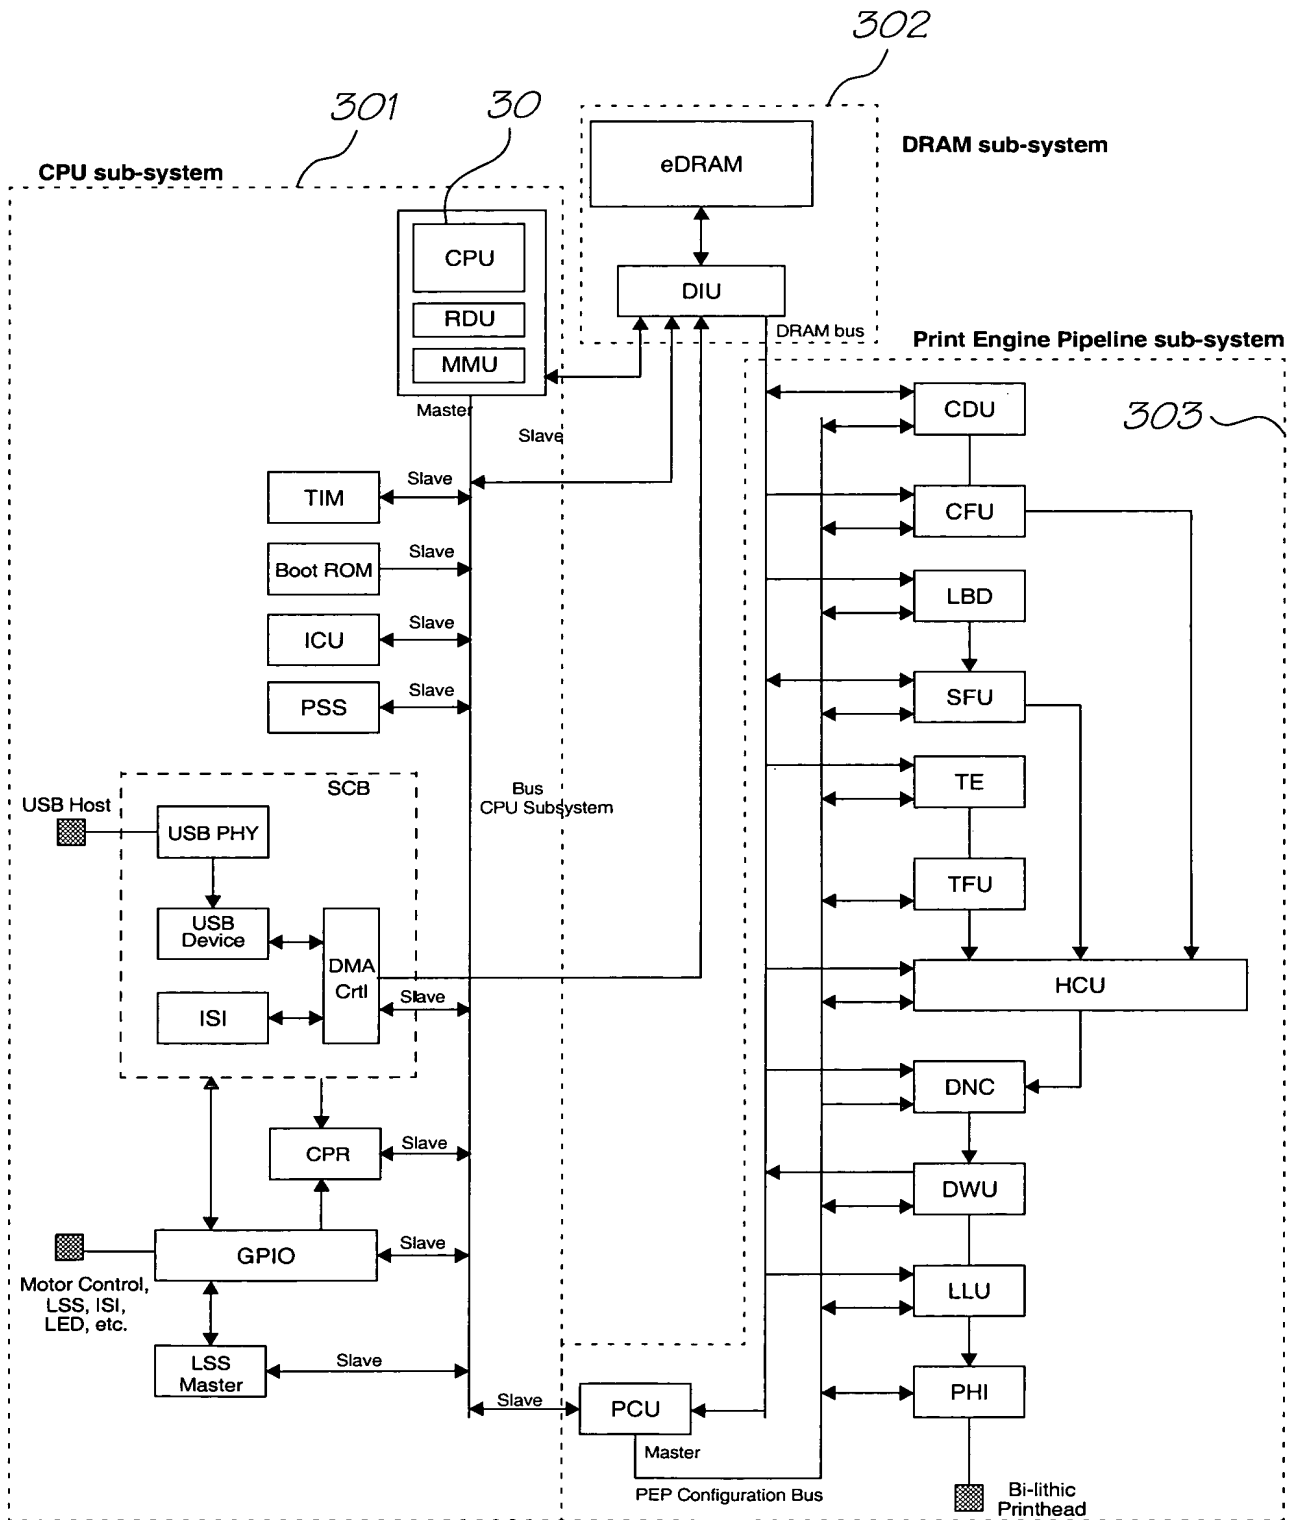 302
301
30
DRAM sub-system
CPU sub-system
eDRAM
CPU
DIU
RDU
DRAM bus
Print Engine Pipeline sub-system
MMU
Master
CDU
303
Slave
TIM
Slave
CFU
Boot ROM
Slave
LBD
ICU
Slave
PSS
Slave
SFU
SCB
Bus
CPU Subsystem
TE
USB Host
USB PHY
TFU
USB
Device
DMA
Crtl
Slave
HCU
ISI
DNC
CPR
Slave
DWU
GPIO
Slave
Motor Control,
LSS, ISI,
LED, etc.
LLU
LSS
Master
Slave
PHI
Slave
PCU
Master
PEP Configuration Bus
Bi-lithic
Printhead